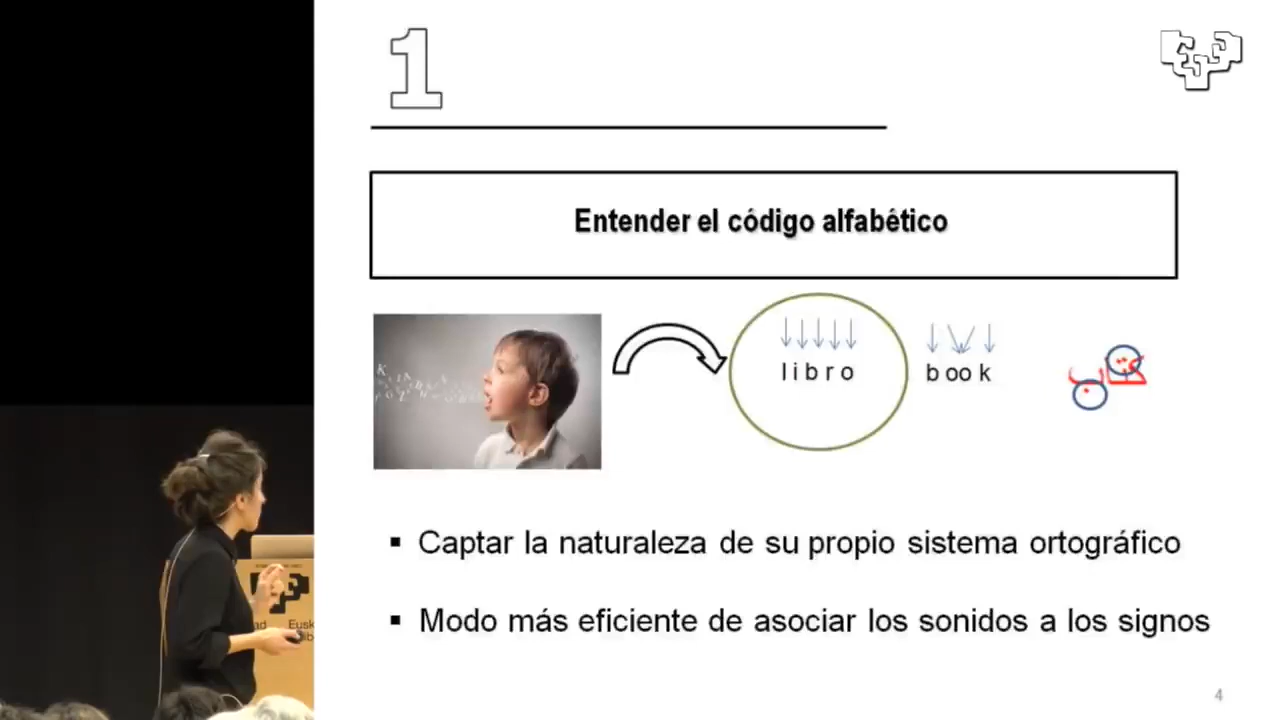 1
Entender el código alfabético
libro
book
كتاب
Captar la naturaleza de su propio sistema ortográfico
Modo más eficiente de asociar los sonidos a los signos
4